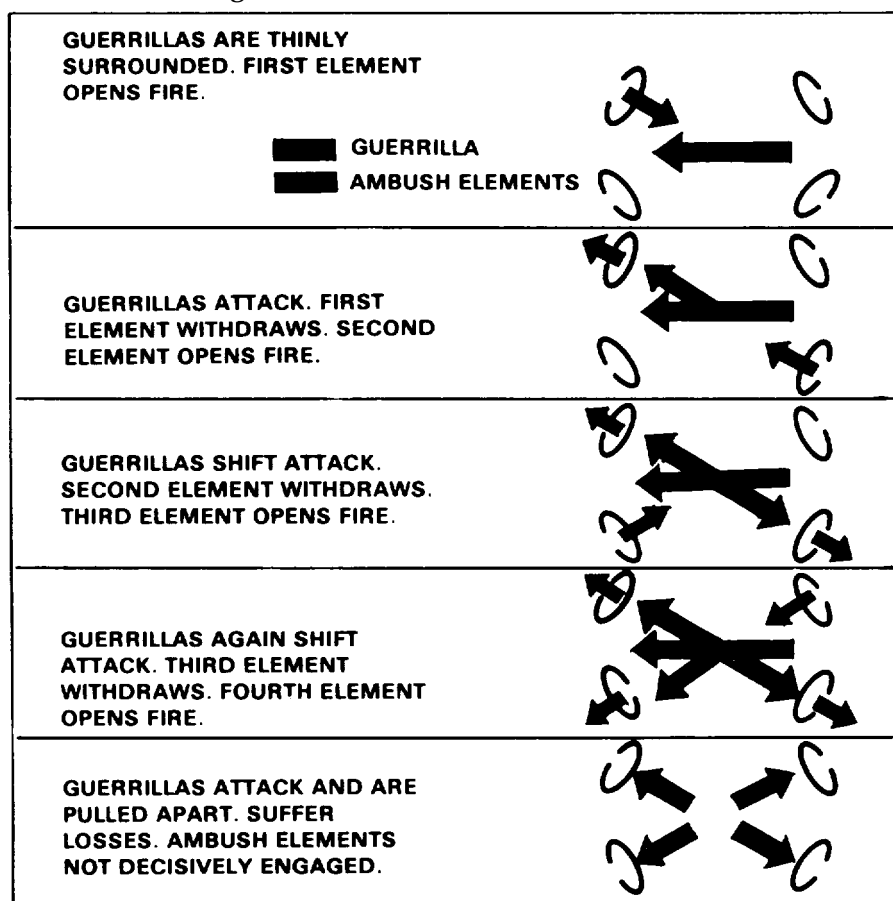 GUERRILLAS ARE THINLY
SURROUNDED. FIRST ELEMENT
OPENS FIRE.
GUERRILLA
AMBUSH ELEMENTS
GUERRILLAS ATTACK. FIRST
ELEMENT WITHDRAWS. SECOND
ELEMENT OPENS FIRE.
GUERRILLAS SHIFT ATTACK.
SECOND ELEMENT WITHDRAWS.
THIRD ELEMENT OPENS FIRE.
GUERRILLAS AGAIN SHIFT
ATTACK. THIRD ELEMENT
WITHDRAWS. FOURTH ELEMENT
OPENS FIRE.
GUERRILLAS ATTACK AND ARE
PULLED APART. SUFFER
LOSSES. AMBUSH ELEMENTS
NOT DECISIVELY ENGAGED.